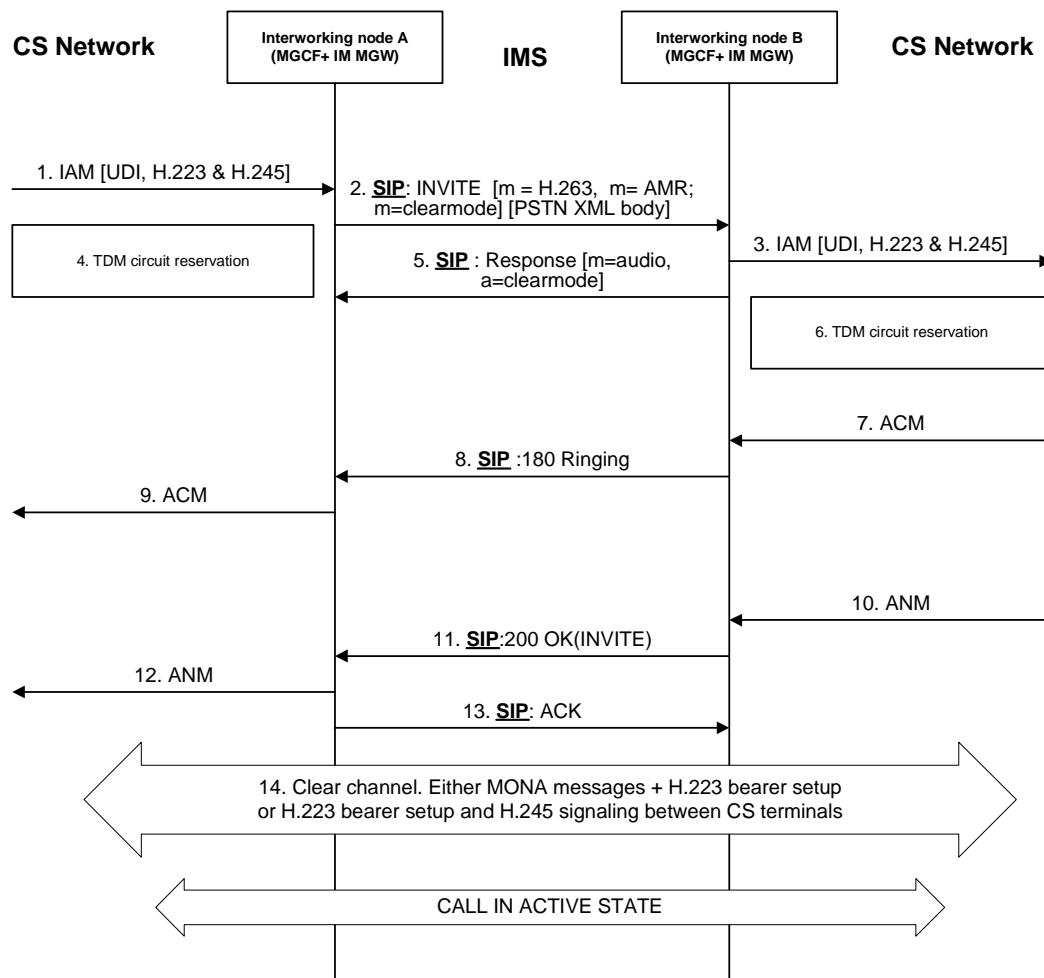 CS Network
Interworking node A
(MGCF+ IM MGW)
IMS
Interworking node B
(MGCF+ IM MGW)
CS Network
1. IAM [UDI, H.223 & H.245]
2. SIP: INVITE [m = H.263, m= AMR;
m=clearmode] [PSTN XML body]
3. IAM [UDI, H.223 & H.245]
4. TDM circuit reservation
5. SIP : Response [m=audio,
a=clearmode]
6. TDM circuit reservation
7. ACM
8. SIP :180 Ringing
9. ACM
10. ANM
11. SIP:200 OK(INVITE)
12. ANM
13. SIP: ACK
14. Clear channel. Either MONA messages + H.223 bearer setup
or H.223 bearer setup and H.245 signaling between CS terminals
CALL IN ACTIVE STATE